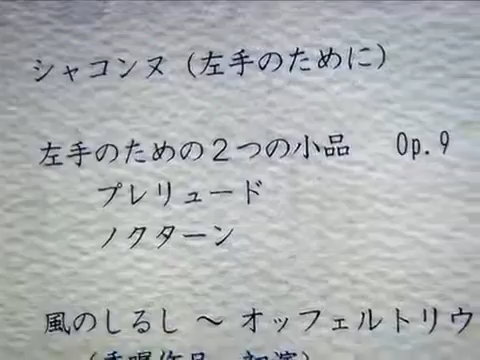 シャコンヌ（左手のために）
左手のための２つの小品　Op.9
プレリュード
ノクターン
風のしるし 〜 オッフェルトリウ